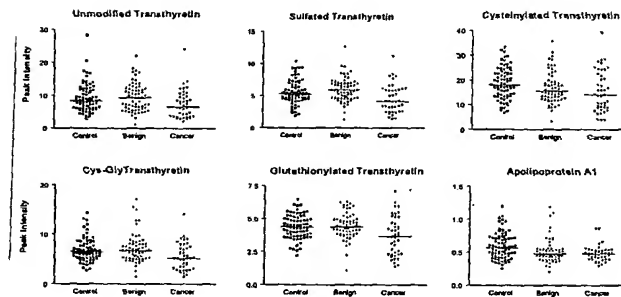 Unmodified Transthyretin
Peak Intensity
30
20
10
0
Control Benign Cancer
Sulfated Transthyretin
15
10
5
0
Control Benign Cancer
Cysteinylated Transthyretin
40
30
20
10
0
Control Benign Cancer
Cys-GlyTransthyretin
Peak Intensity
20
10
0
Control Benign Cancer
Glutathionylated Transthyretin
7.5
5.0
2.5
0.0
Control Benign Cancer
Apolipoprotein A1
1.5
1.0
0.5
0.0
Control Benign Cancer